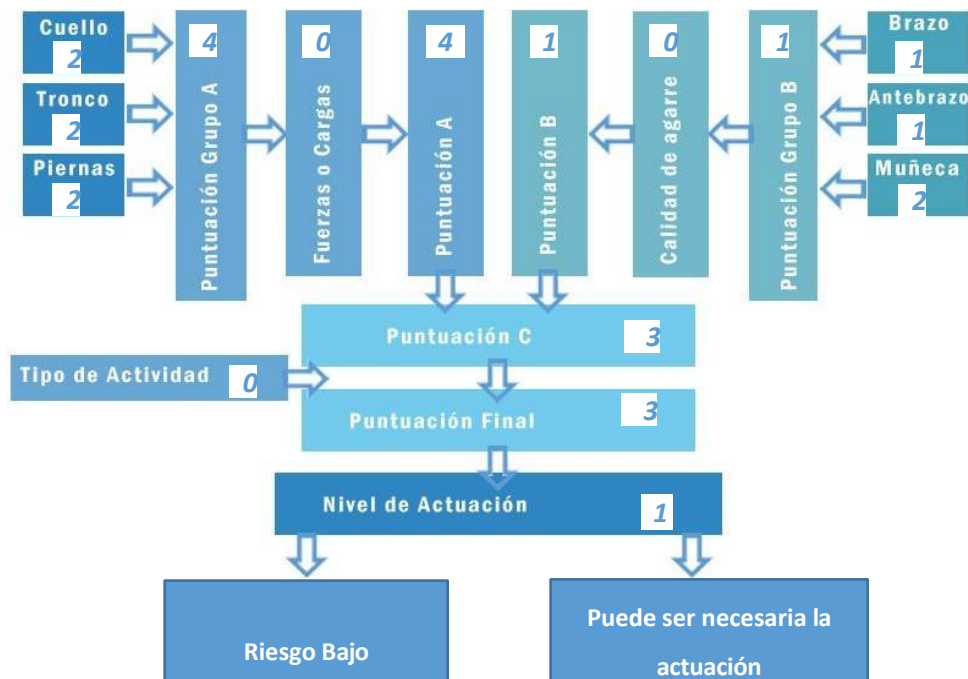 Cuello
2
Tronco
2
Piernas
2
4
Puntuación Grupo A
0
Fuerzas o Cargas
4
Puntuación A
1
Puntuación B
0
Calidad de agarre
1
Puntuación Grupo B
Brazo
1
Antebrazo
1
Muñeca
2
Puntuación C 3
Tipo de Actividad 0
Puntuación Final 3
Nivel de Actuación 1
Riesgo Bajo
Puede ser necesaria la
actuación